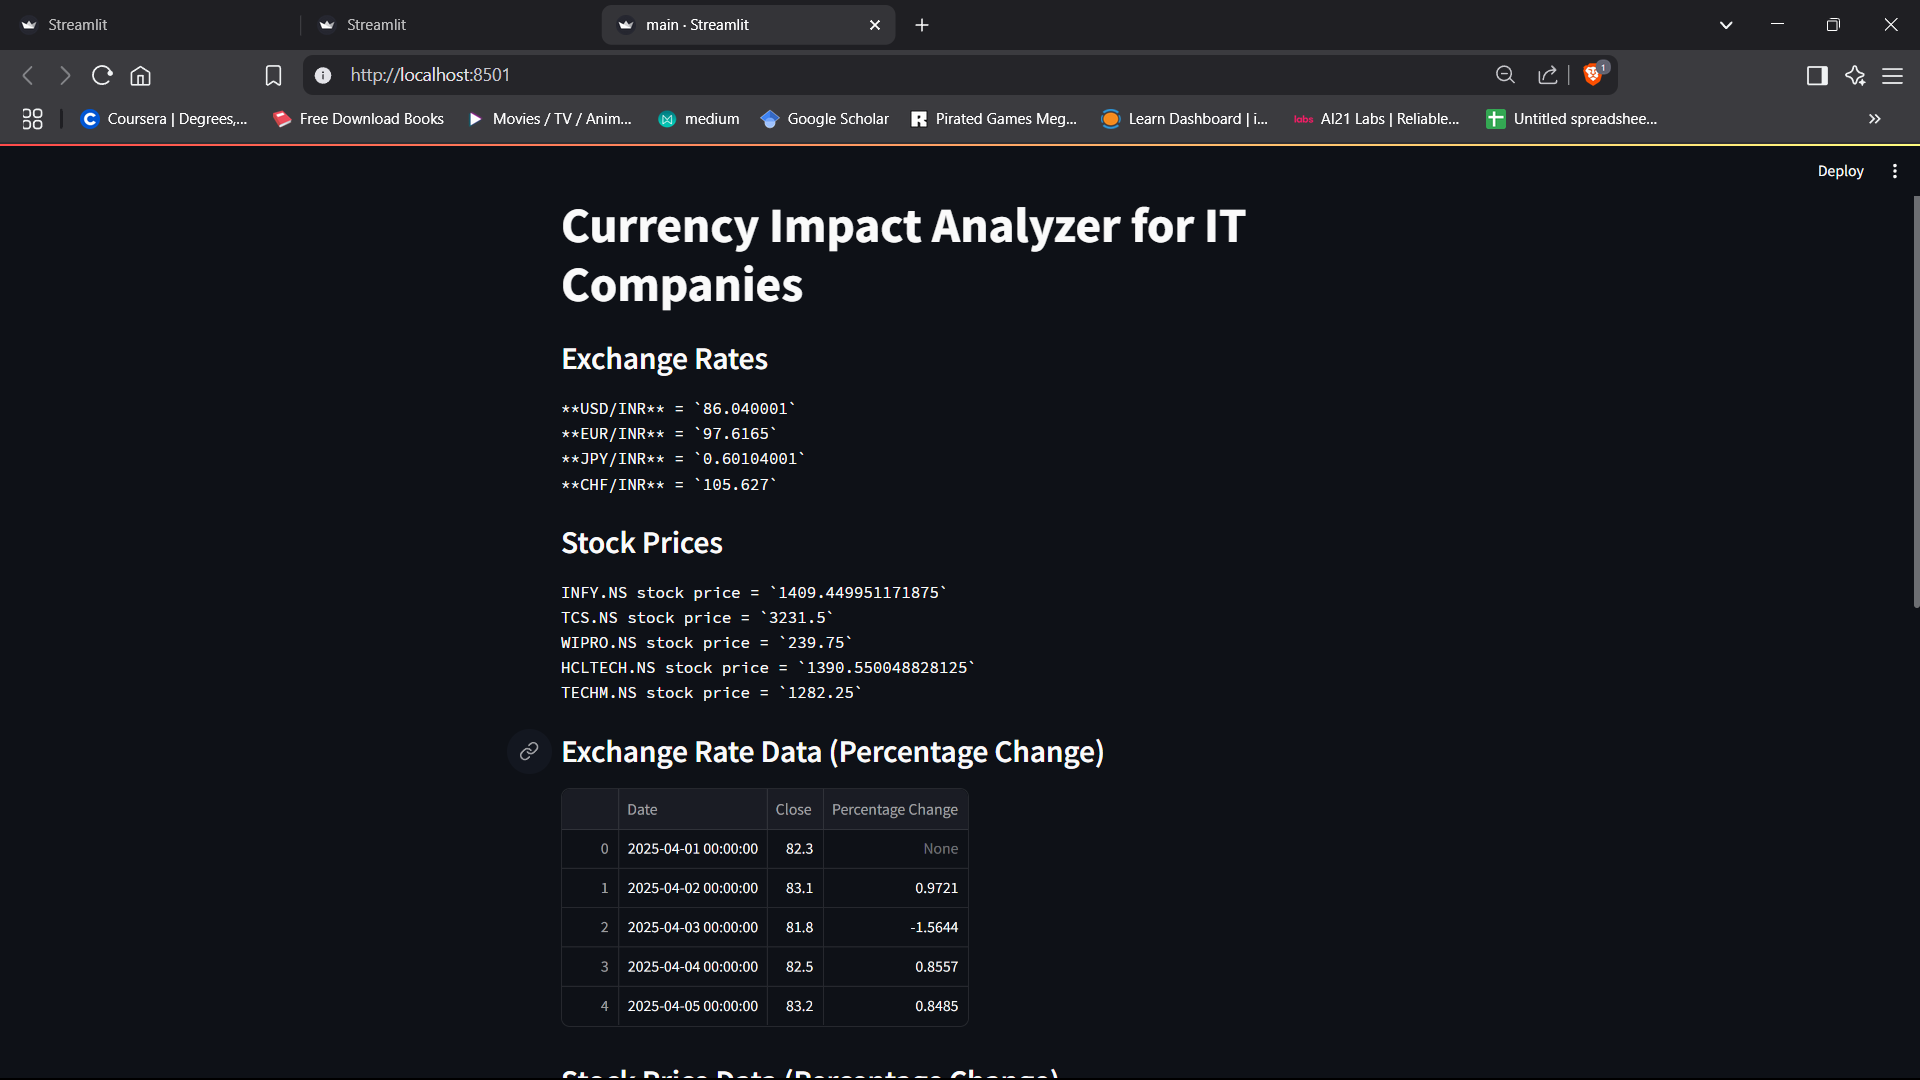 Streamlit
Streamlit
main · Streamlit
http://localhost:8501
1
Coursera | Degrees,...
Free Download Books
Movies / TV / Anim...
medium
Google Scholar
Pirated Games Meg...
Learn Dashboard | i...
labs AI21 Labs | Reliable...
Untitled spreadshee...
Deploy
Currency Impact Analyzer for IT
Companies
Exchange Rates
**USD/INR** = `86.040001`
**EUR/INR** = `97.6165`
**JPY/INR** = `0.60104001`
**CHF/INR** = `105.627`
Stock Prices
INFY.NS stock price = `1409.449951171875`
TCS.NS stock price = `3231.5`
WIPRO.NS stock price = `239.75`
HCLTECH.NS stock price = `1390.550048828125`
TECHM.NS stock price = `1282.25`
Exchange Rate Data (Percentage Change)
Date Close Percentage Change
0 2025-04-01 00:00:00 82.3 None
1 2025-04-02 00:00:00 83.1 0.9721
2 2025-04-03 00:00:00 81.8 -1.5644
3 2025-04-04 00:00:00 82.5 0.8557
4 2025-04-05 00:00:00 83.2 0.8485
Stock Price Data (Percentage Change)